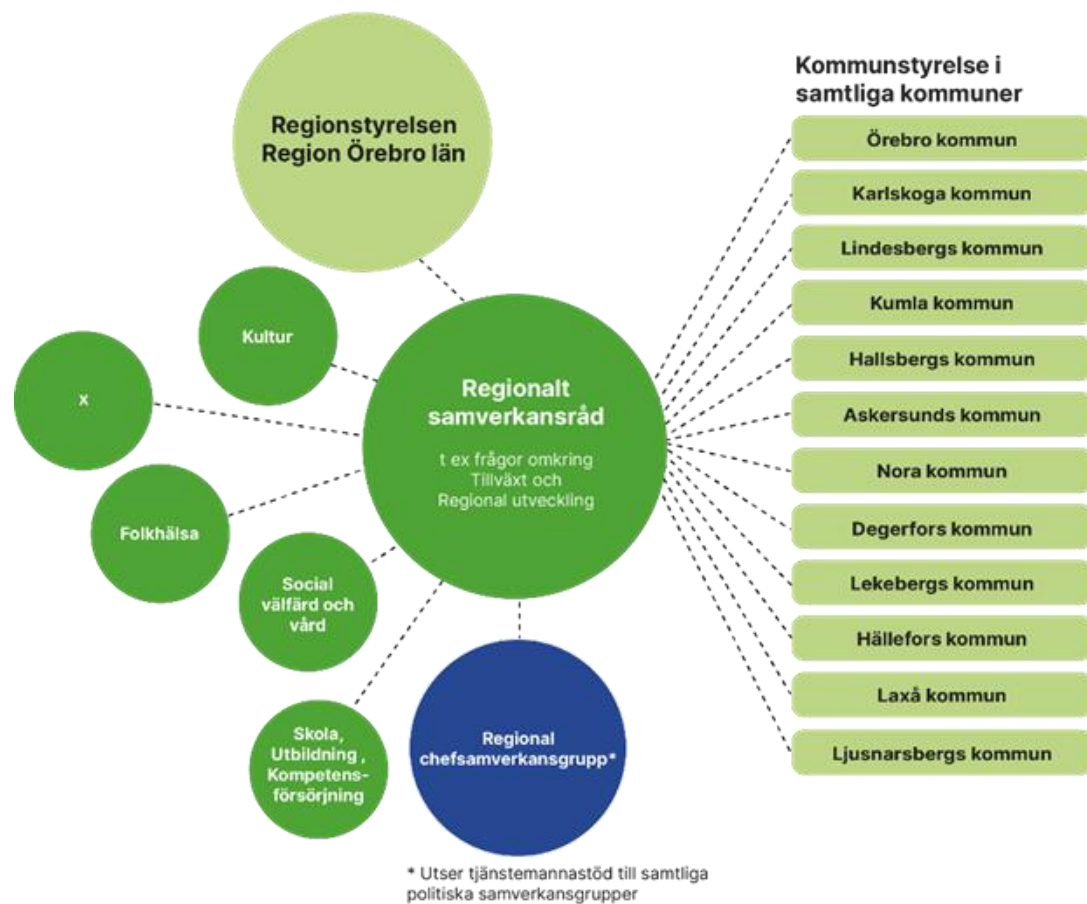 Regionstyrelsen
Region Örebro län
Kultur
X
Folkhälsa
Social
välfärd och
vård
Skola,
Utbildning ,
Kompetens-
försörjning
Regionalt
samverkansråd
t ex frågor omkring
Tillväxt och
Regional utveckling
Regional
chefsamverkansgrupp*
* Utser tjänstemannastöd till samtliga
politiska samverkansgrupper
Kommunstyrelse i
samtliga kommuner
Örebro kommun
Karlskoga kommun
Lindesbergs kommun
Kumla kommun
Hallsbergs kommun
Askersunds kommun
Nora kommun
Degerfors kommun
Lekebergs kommun
Hällefors kommun
Laxå kommun
Ljusnarsbergs kommun